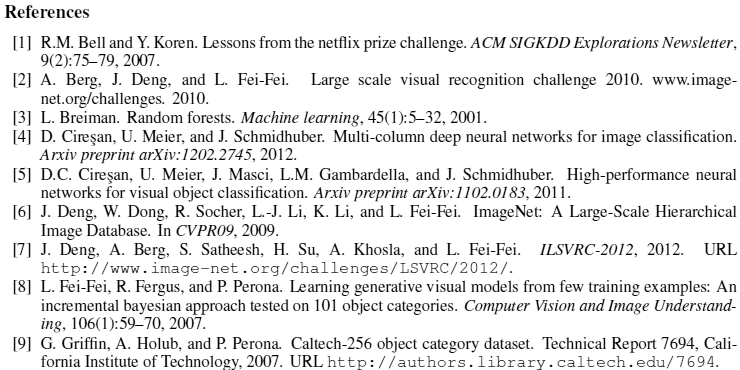 References
[1] R.M. Bell and Y. Koren. Lessons from the netflix prize challenge. ACM SIGKDD Explorations Newsletter,
9(2):75–79, 2007.
[2] A. Berg, J. Deng, and L. Fei-Fei. Large scale visual recognition challenge 2010. www.image-
net.org/challenges. 2010.
[3] L. Breiman. Random forests. Machine learning, 45(1):5–32, 2001.
[4] D. Cireşan, U. Meier, and J. Schmidhuber. Multi-column deep neural networks for image classification.
Arxiv preprint arXiv:1202.2745, 2012.
[5] D.C. Cireşan, U. Meier, J. Masci, L.M. Gambardella, and J. Schmidhuber. High-performance neural
networks for visual object classification. Arxiv preprint arXiv:1102.0183, 2011.
[6] J. Deng, W. Dong, R. Socher, L.-J. Li, K. Li, and L. Fei-Fei. ImageNet: A Large-Scale Hierarchical
Image Database. In CVPR09, 2009.
[7] J. Deng, A. Berg, S. Satheesh, H. Su, A. Khosla, and L. Fei-Fei. ILSVRC-2012, 2012. URL
http://www.image-net.org/challenges/LSVRC/2012/.
[8] L. Fei-Fei, R. Fergus, and P. Perona. Learning generative visual models from few training examples: An
incremental bayesian approach tested on 101 object categories. Computer Vision and Image Understand-
ing, 106(1):59–70, 2007.
[9] G. Griffin, A. Holub, and P. Perona. Caltech-256 object category dataset. Technical Report 7694, Cali-
fornia Institute of Technology, 2007. URL http://authors.library.caltech.edu/7694.